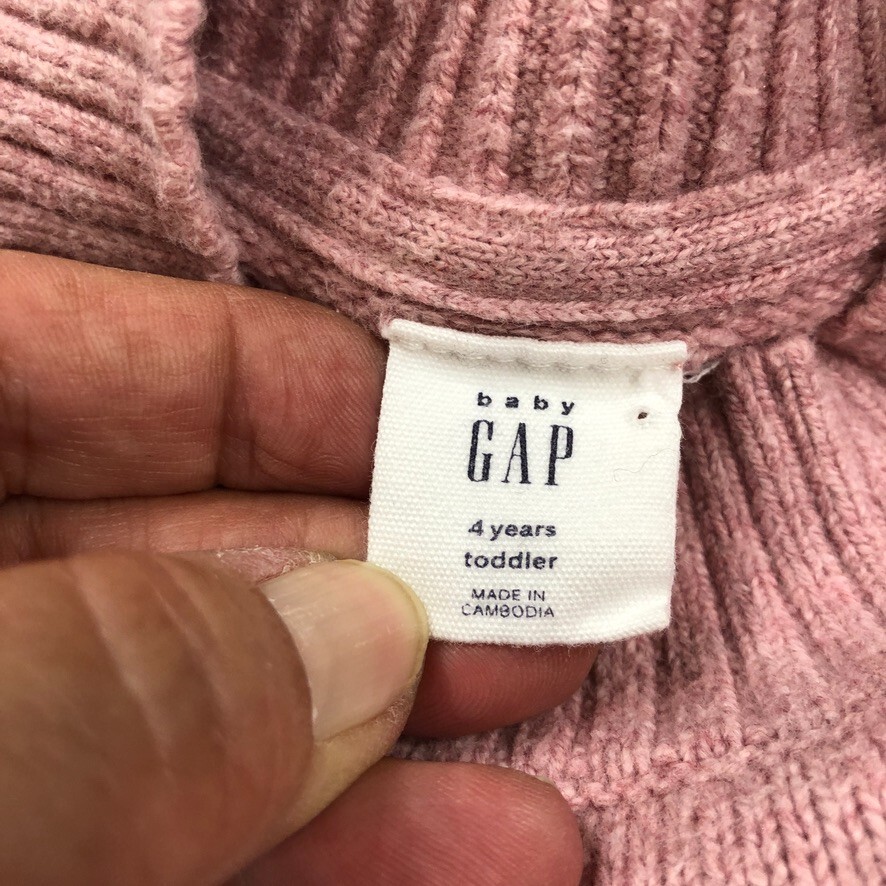 baby
GAP
4 years
toddler
MADE IN
CAMBODIA